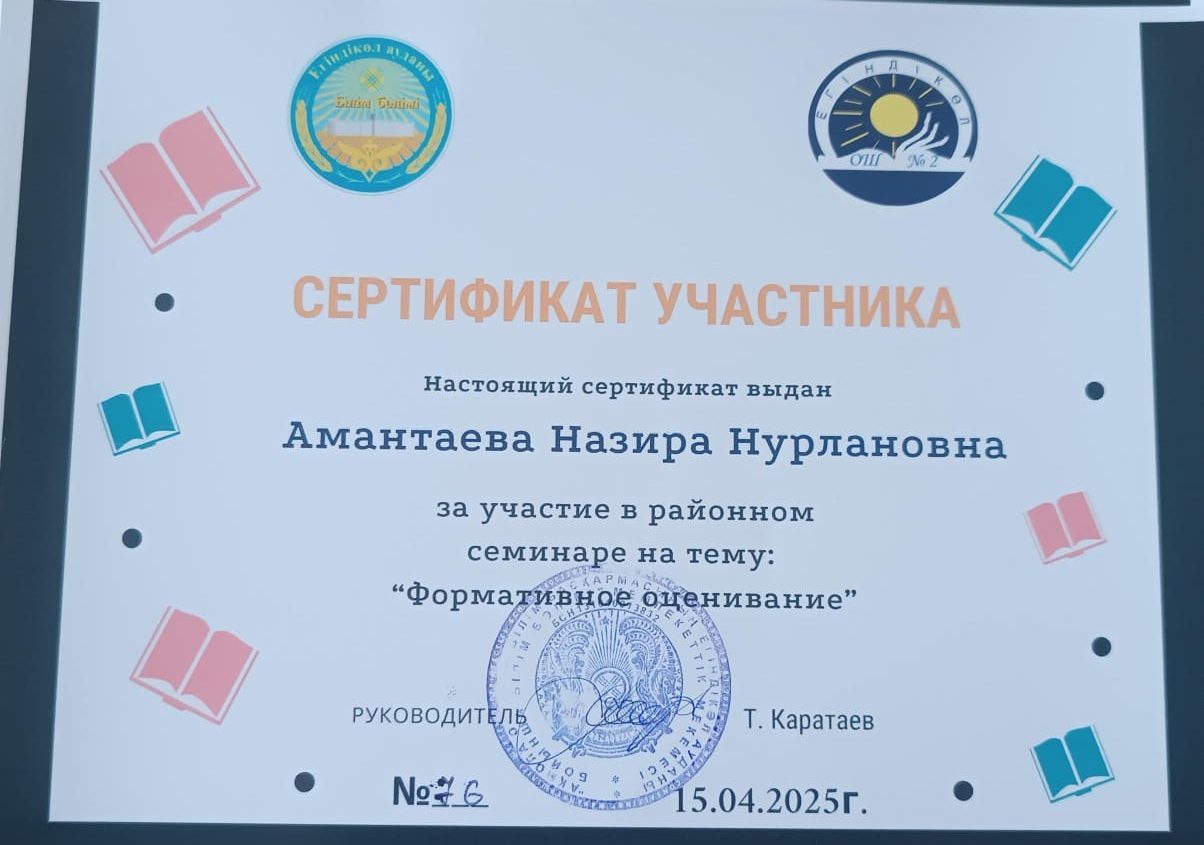 Егіндікөл ауданы
Білім бөлімі
ЕГІНДІКӨЛ
ОШ № 2
СЕРТИФИКАТ УЧАСТНИКА
Настоящий сертификат выдан
Амантаева Назира Нурлановна
за участие в районном
семинаре на тему:
“Формативное оценивание”
РУКОВОДИТЕЛЬ
Т. Каратаев
№ 76
15.04.2025г.